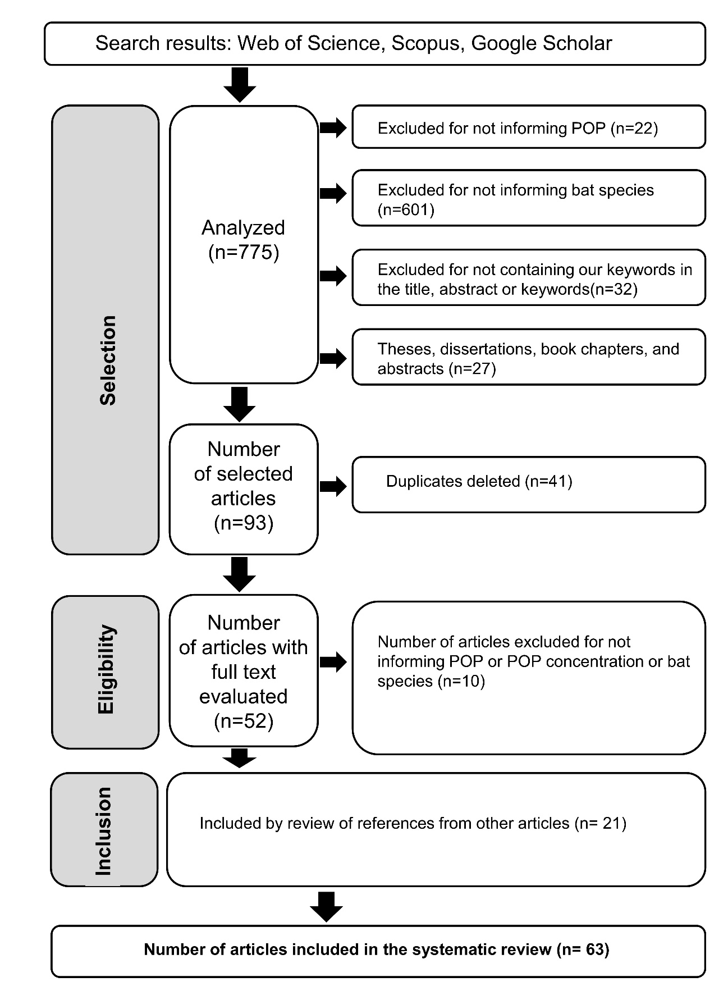 Search results: Web of Science, Scopus, Google Scholar
Selection
Analyzed
(n=775)
Excluded for not informing POP (n=22)
Excluded for not informing bat species
(n=601)
Excluded for not containing our keywords in
the title, abstract or keywords(n=32)
Theses, dissertations, book chapters, and
abstracts (n=27)
Number
of selected
articles
(n=93)
Duplicates deleted (n=41)
Eligibility
Number
of articles with
full text
evaluated
(n=52)
Number of articles excluded for not
informing POP or POP concentration or bat
species (n=10)
Inclusion
Included by review of references from other articles (n= 21)
Number of articles included in the systematic review (n= 63)